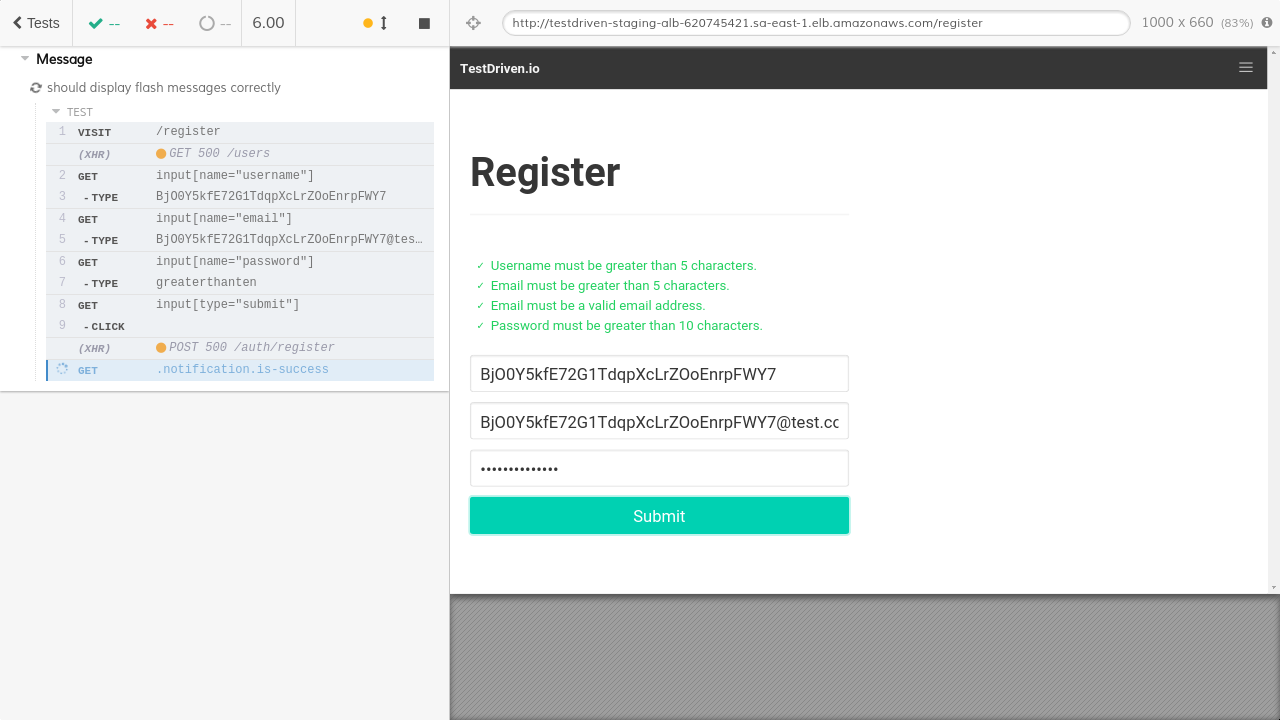 Tests
--
--
--
6.00
http://testdriven-staging-alb-620745421.sa-east-1.elb.amazonaws.com/register
1000 x 660 (83%)
Message
should display flash messages correctly
TEST
1 VISIT /register
(XHR) GET 500 /users
2 GET input[name="username"]
3 - TYPE BjO0Y5kfE72G1TdqpXcLrZOoEnrpFWY7
4 GET input[name="email"]
5 - TYPE BjO0Y5kfE72G1TdqpXcLrZOoEnrpFWY7@tes…
6 GET input[name="password"]
7 - TYPE greaterthanten
8 GET input[type="submit"]
9 - CLICK
(XHR) POST 500 /auth/register
GET .notification.is-success
TestDriven.io
Register
✓ Username must be greater than 5 characters.
✓ Email must be greater than 5 characters.
✓ Email must be a valid email address.
✓ Password must be greater than 10 characters.
BjO0Y5kfE72G1TdqpXcLrZOoEnrpFWY7
BjO0Y5kfE72G1TdqpXcLrZOoEnrpFWY7@test.cc
••••••••••••••
Submit